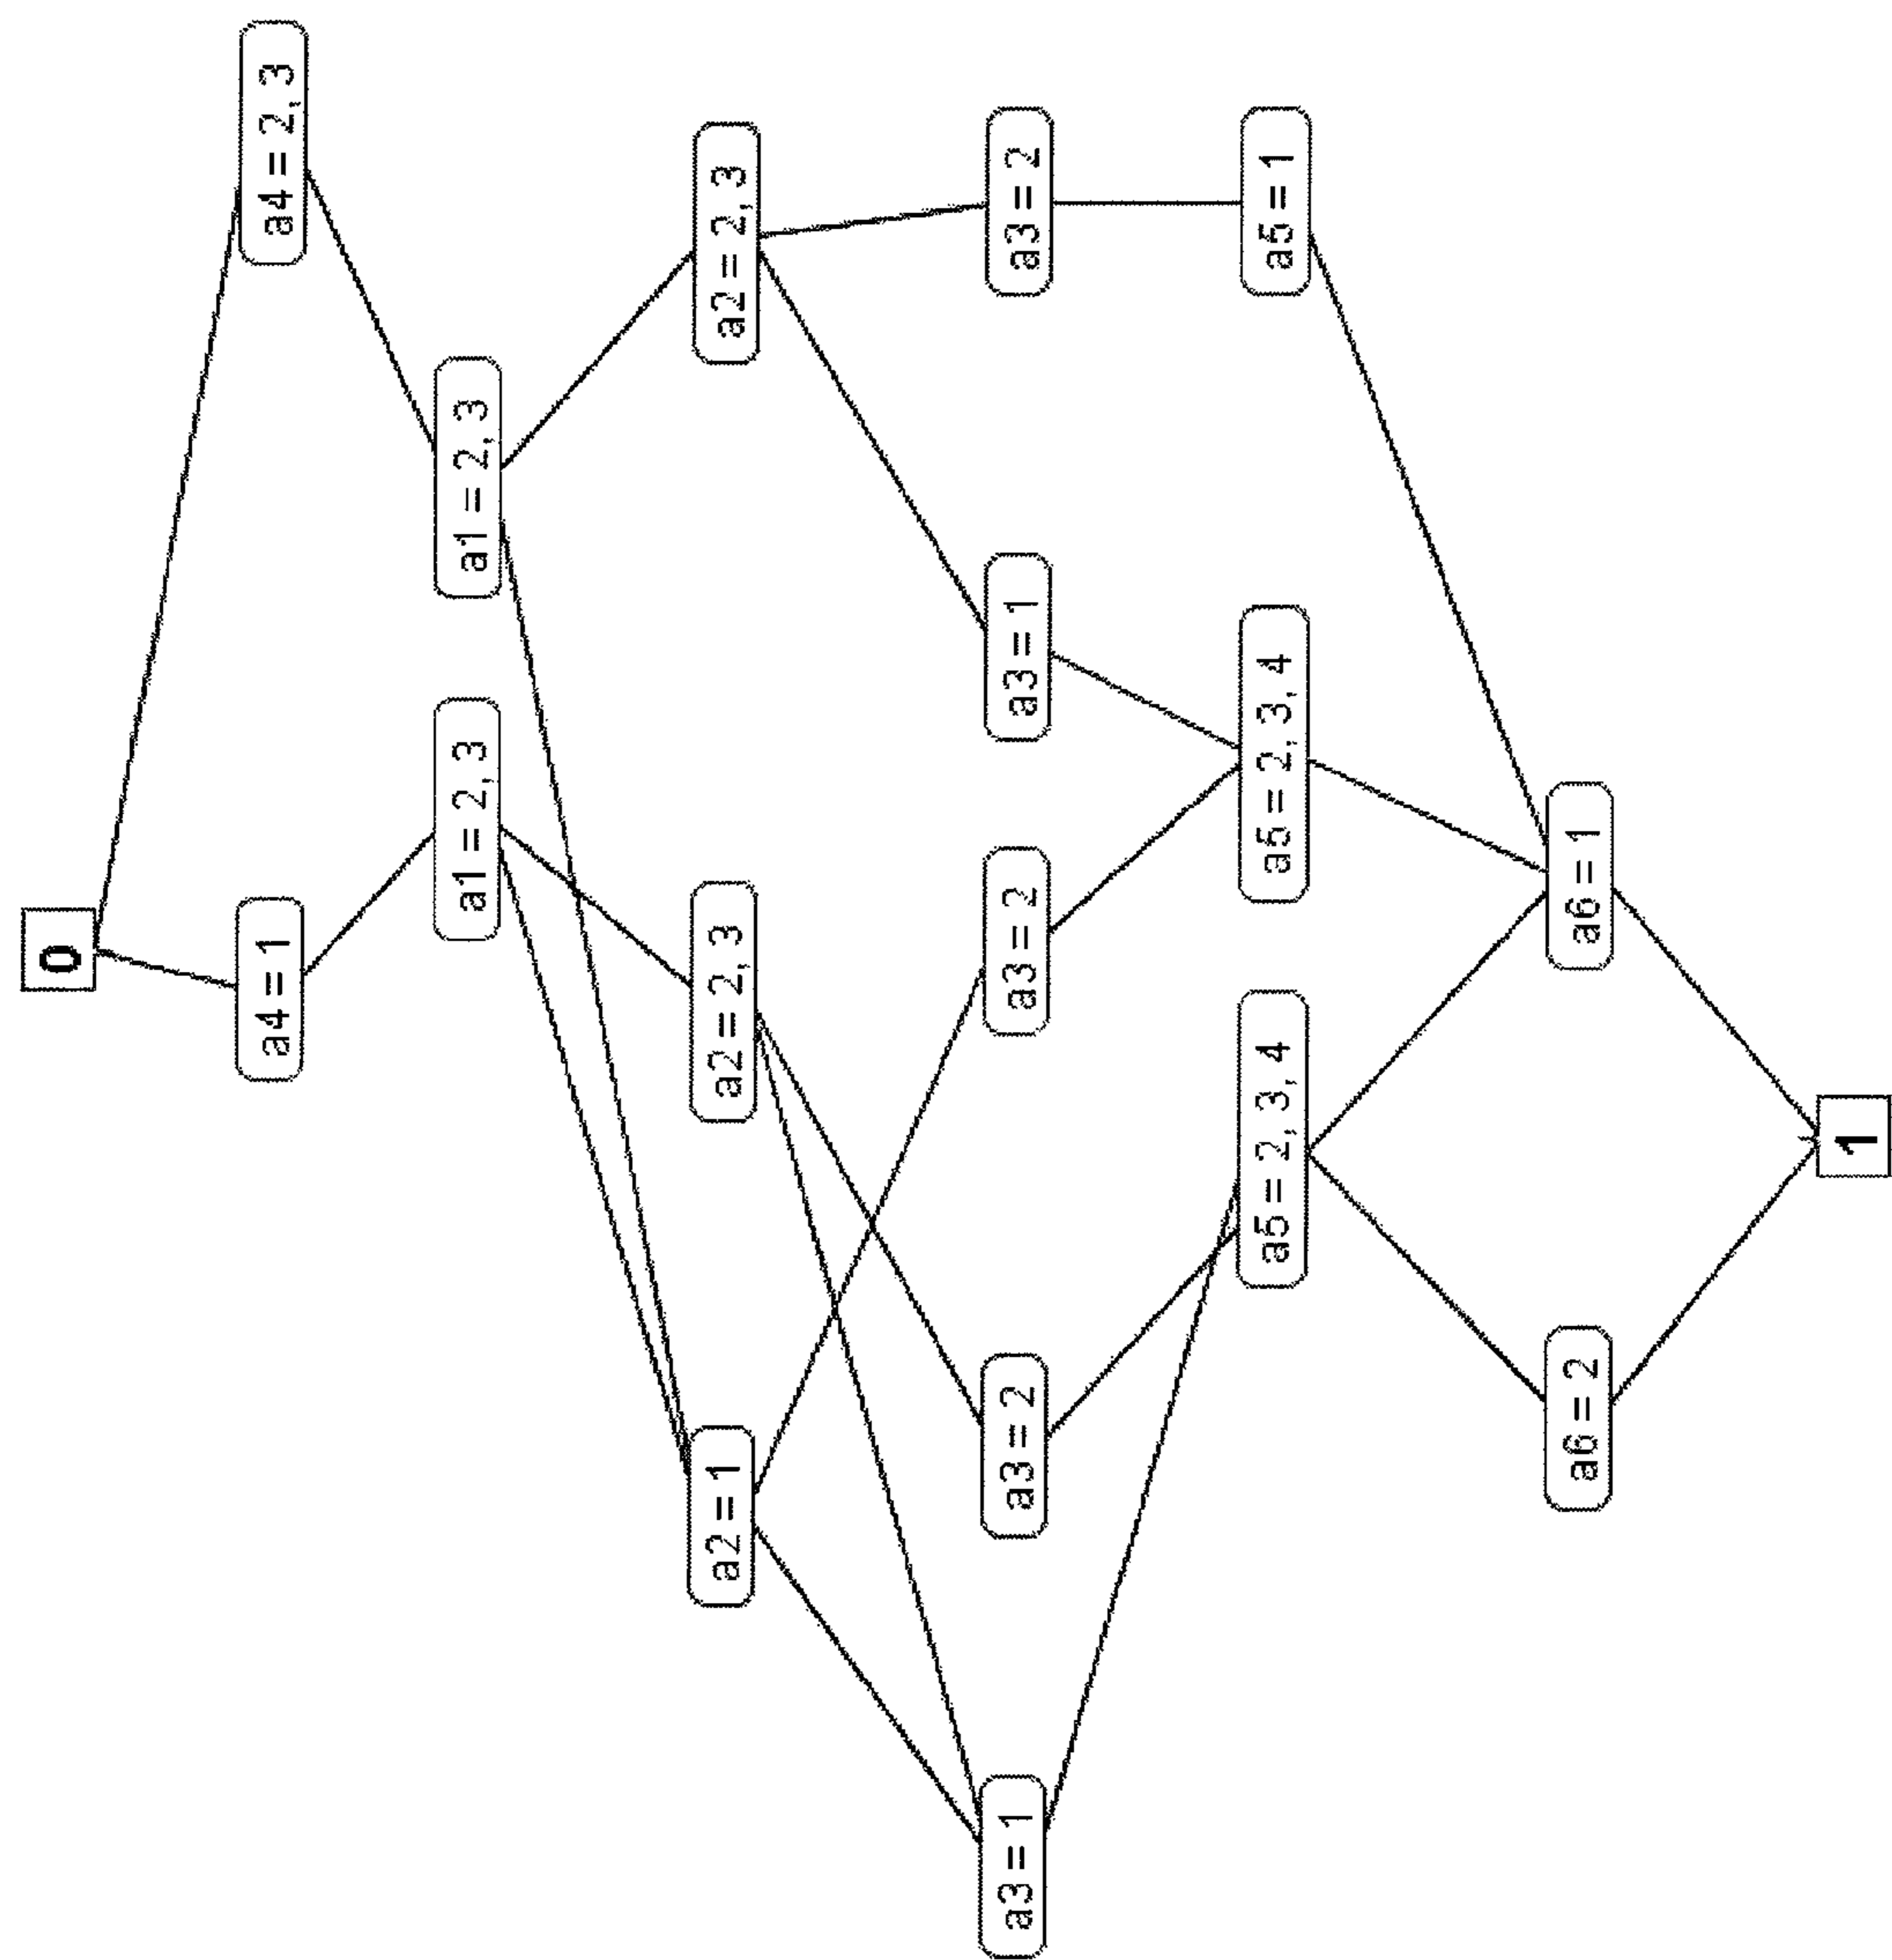 0
a4 = 1
a4 = 2, 3
a1 = 2, 3
a1 = 2, 3
a2 = 1
a2 = 2, 3
a2 = 2, 3
a3 = 1
a3 = 2
a3 = 2
a3 = 1
a3 = 2
a5 = 2, 3, 4
a5 = 2, 3, 4
a5 = 1
a6 = 2
a6 = 1
1